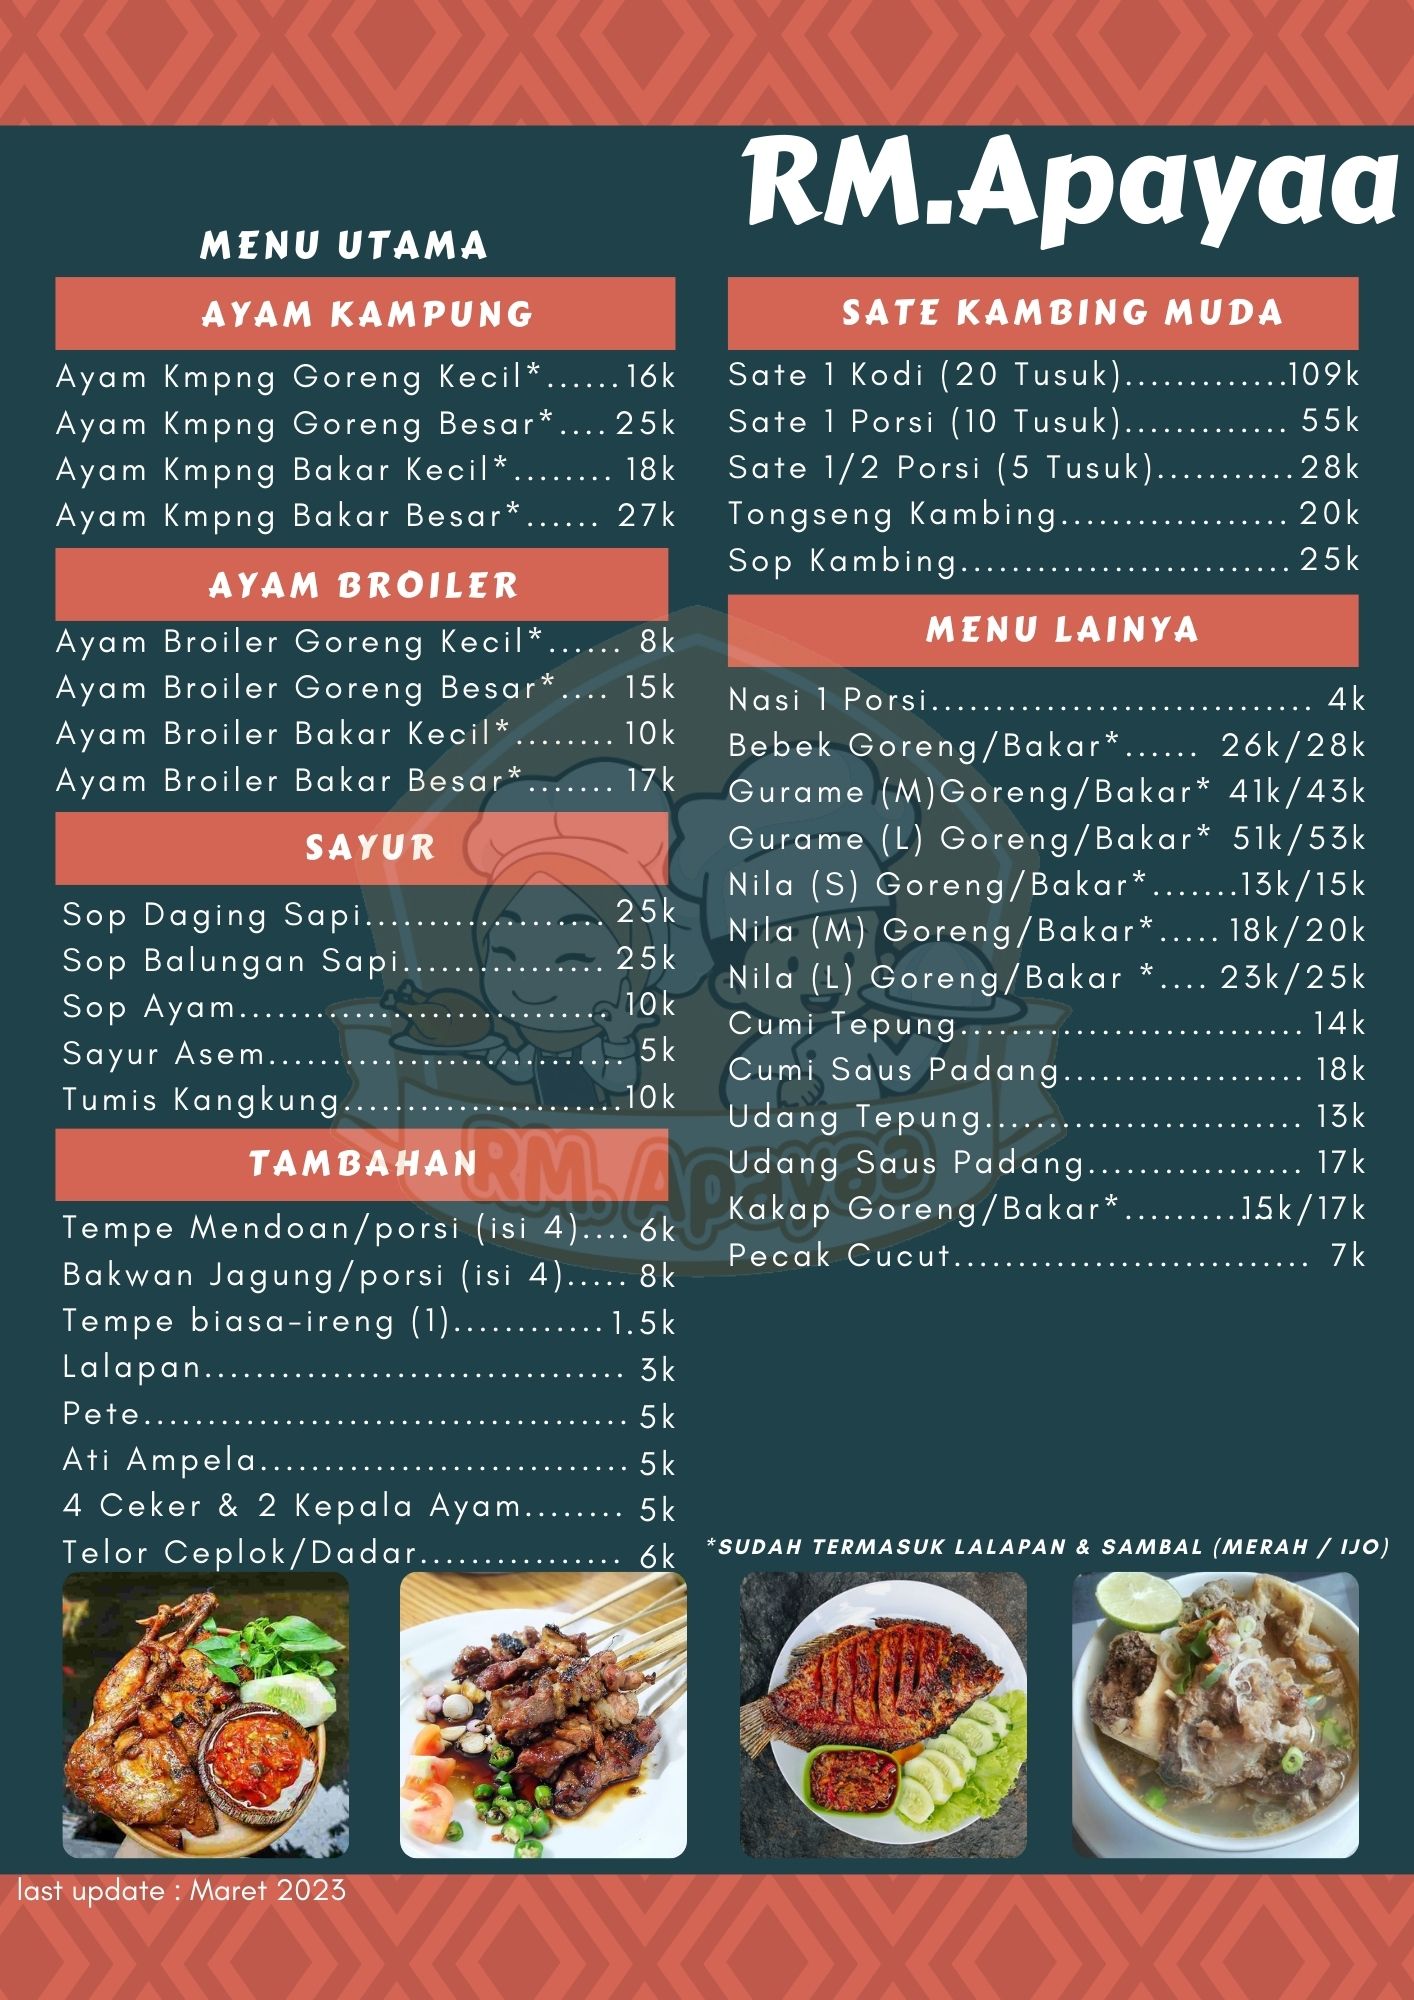 RM.Apayaa
MENU UTAMA
AYAM KAMPUNG
Ayam Kmpng Goreng Kecil*......16k
Ayam Kmpng Goreng Besar*....25k
Ayam Kmpng Bakar Kecil*........ 18k
Ayam Kmpng Bakar Besar*...... 27k
AYAM BROILER
Ayam Broiler Goreng Kecil*...... 8k
Ayam Broiler Goreng Besar*.... 15k
Ayam Broiler Bakar Kecil*........ 10k
Ayam Broiler Bakar Besar*....... 17k
SAYUR
Sop Daging Sapi................... 25k
Sop Balungan Sapi................ 25k
Sop Ayam............................. 10k
Sayur Asem............................ 5k
Tumis Kangkung......................10k
TAMBAHAN
Tempe Mendoan/porsi (isi 4).... 6k
Bakwan Jagung/porsi (isi 4)..... 8k
Tempe biasa-ireng (1)............ 1.5k
Lalapan................................. 3k
Pete...................................... 5k
Ati Ampela............................. 5k
4 Ceker & 2 Kepala Ayam........ 5k
Telor Ceplok/Dadar................ 6k
SATE KAMBING MUDA
Sate 1 Kodi (20 Tusuk).............109k
Sate 1 Porsi (10 Tusuk)............. 55k
Sate 1/2 Porsi (5 Tusuk)...........28k
Tongseng Kambing.................. 20k
Sop Kambing.......................... 25k
MENU LAINYA
Nasi 1 Porsi.............................. 4k
Bebek Goreng/Bakar*...... 26k/28k
Gurame (M)Goreng/Bakar* 41k/43k
Gurame (L) Goreng/Bakar* 51k/53k
Nila (S) Goreng/Bakar*.......13k/15k
Nila (M) Goreng/Bakar*..... 18k/20k
Nila (L) Goreng/Bakar *.... 23k/25k
Cumi Tepung........................... 14k
Cumi Saus Padang................... 18k
Udang Tepung......................... 13k
Udang Saus Padang................. 17k
Kakap Goreng/Bakar*............15k/17k
Pecak Cucut............................ 7k
RM. Apayaa
*SUDAH TERMASUK LALAPAN & SAMBAL (MERAH / IJO)
last update : Maret 2023